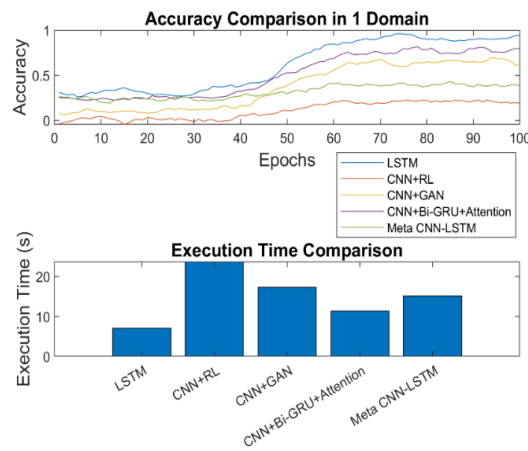 Accuracy Comparison in 1 Domain
Accuracy
1
0.5
0
0 10 20 30 40 50 60 70 80 90 100
Epochs
LSTM
CNN+RL
CNN+GAN
CNN+Bi-GRU+Attention
Meta CNN-LSTM
Execution Time Comparison
Execution Time (s)
20
10
0
LSTM
CNN+RL
CNN+GAN
CNN+Bi-GRU+Attention
Meta CNN-LSTM